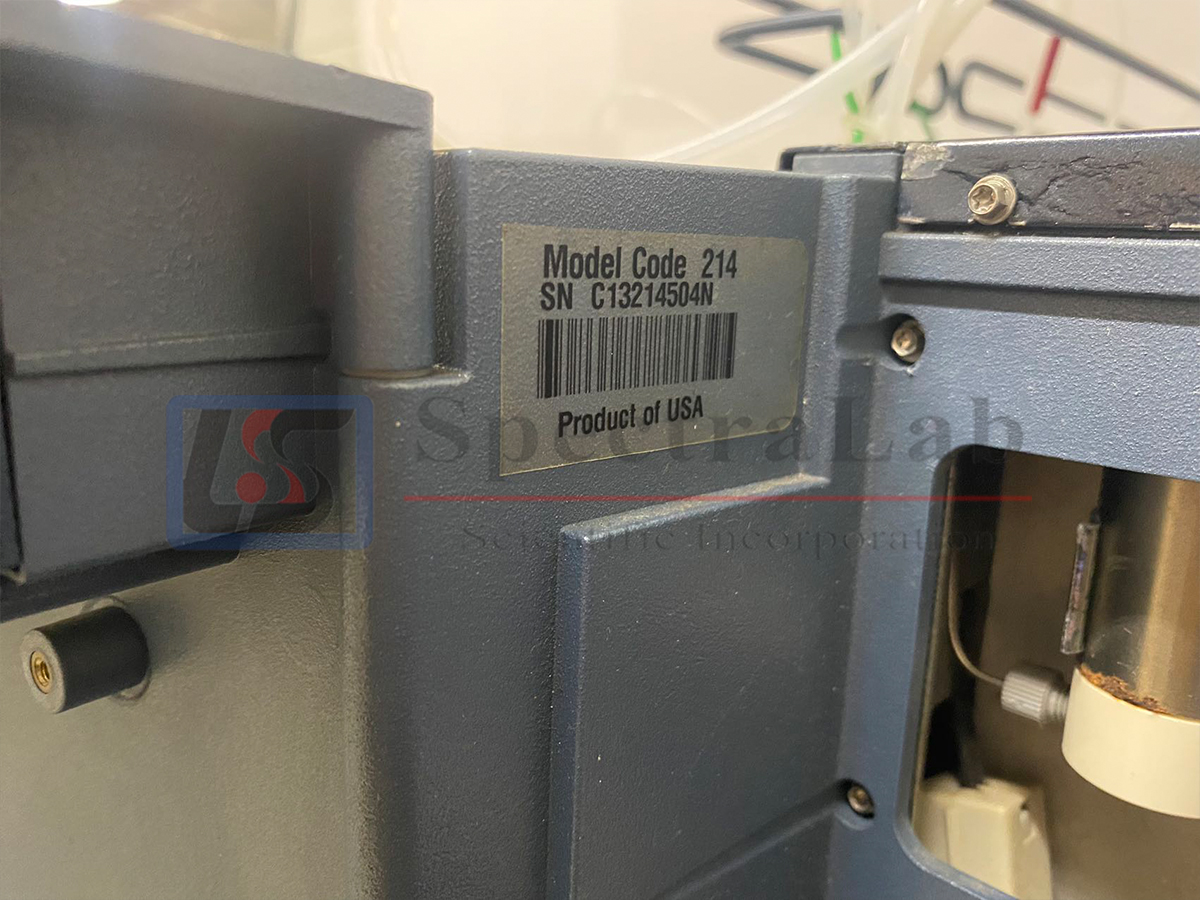 Model Code 214
SN C13214504N
Product of USA
SpectraLab
Scientific Incorporation